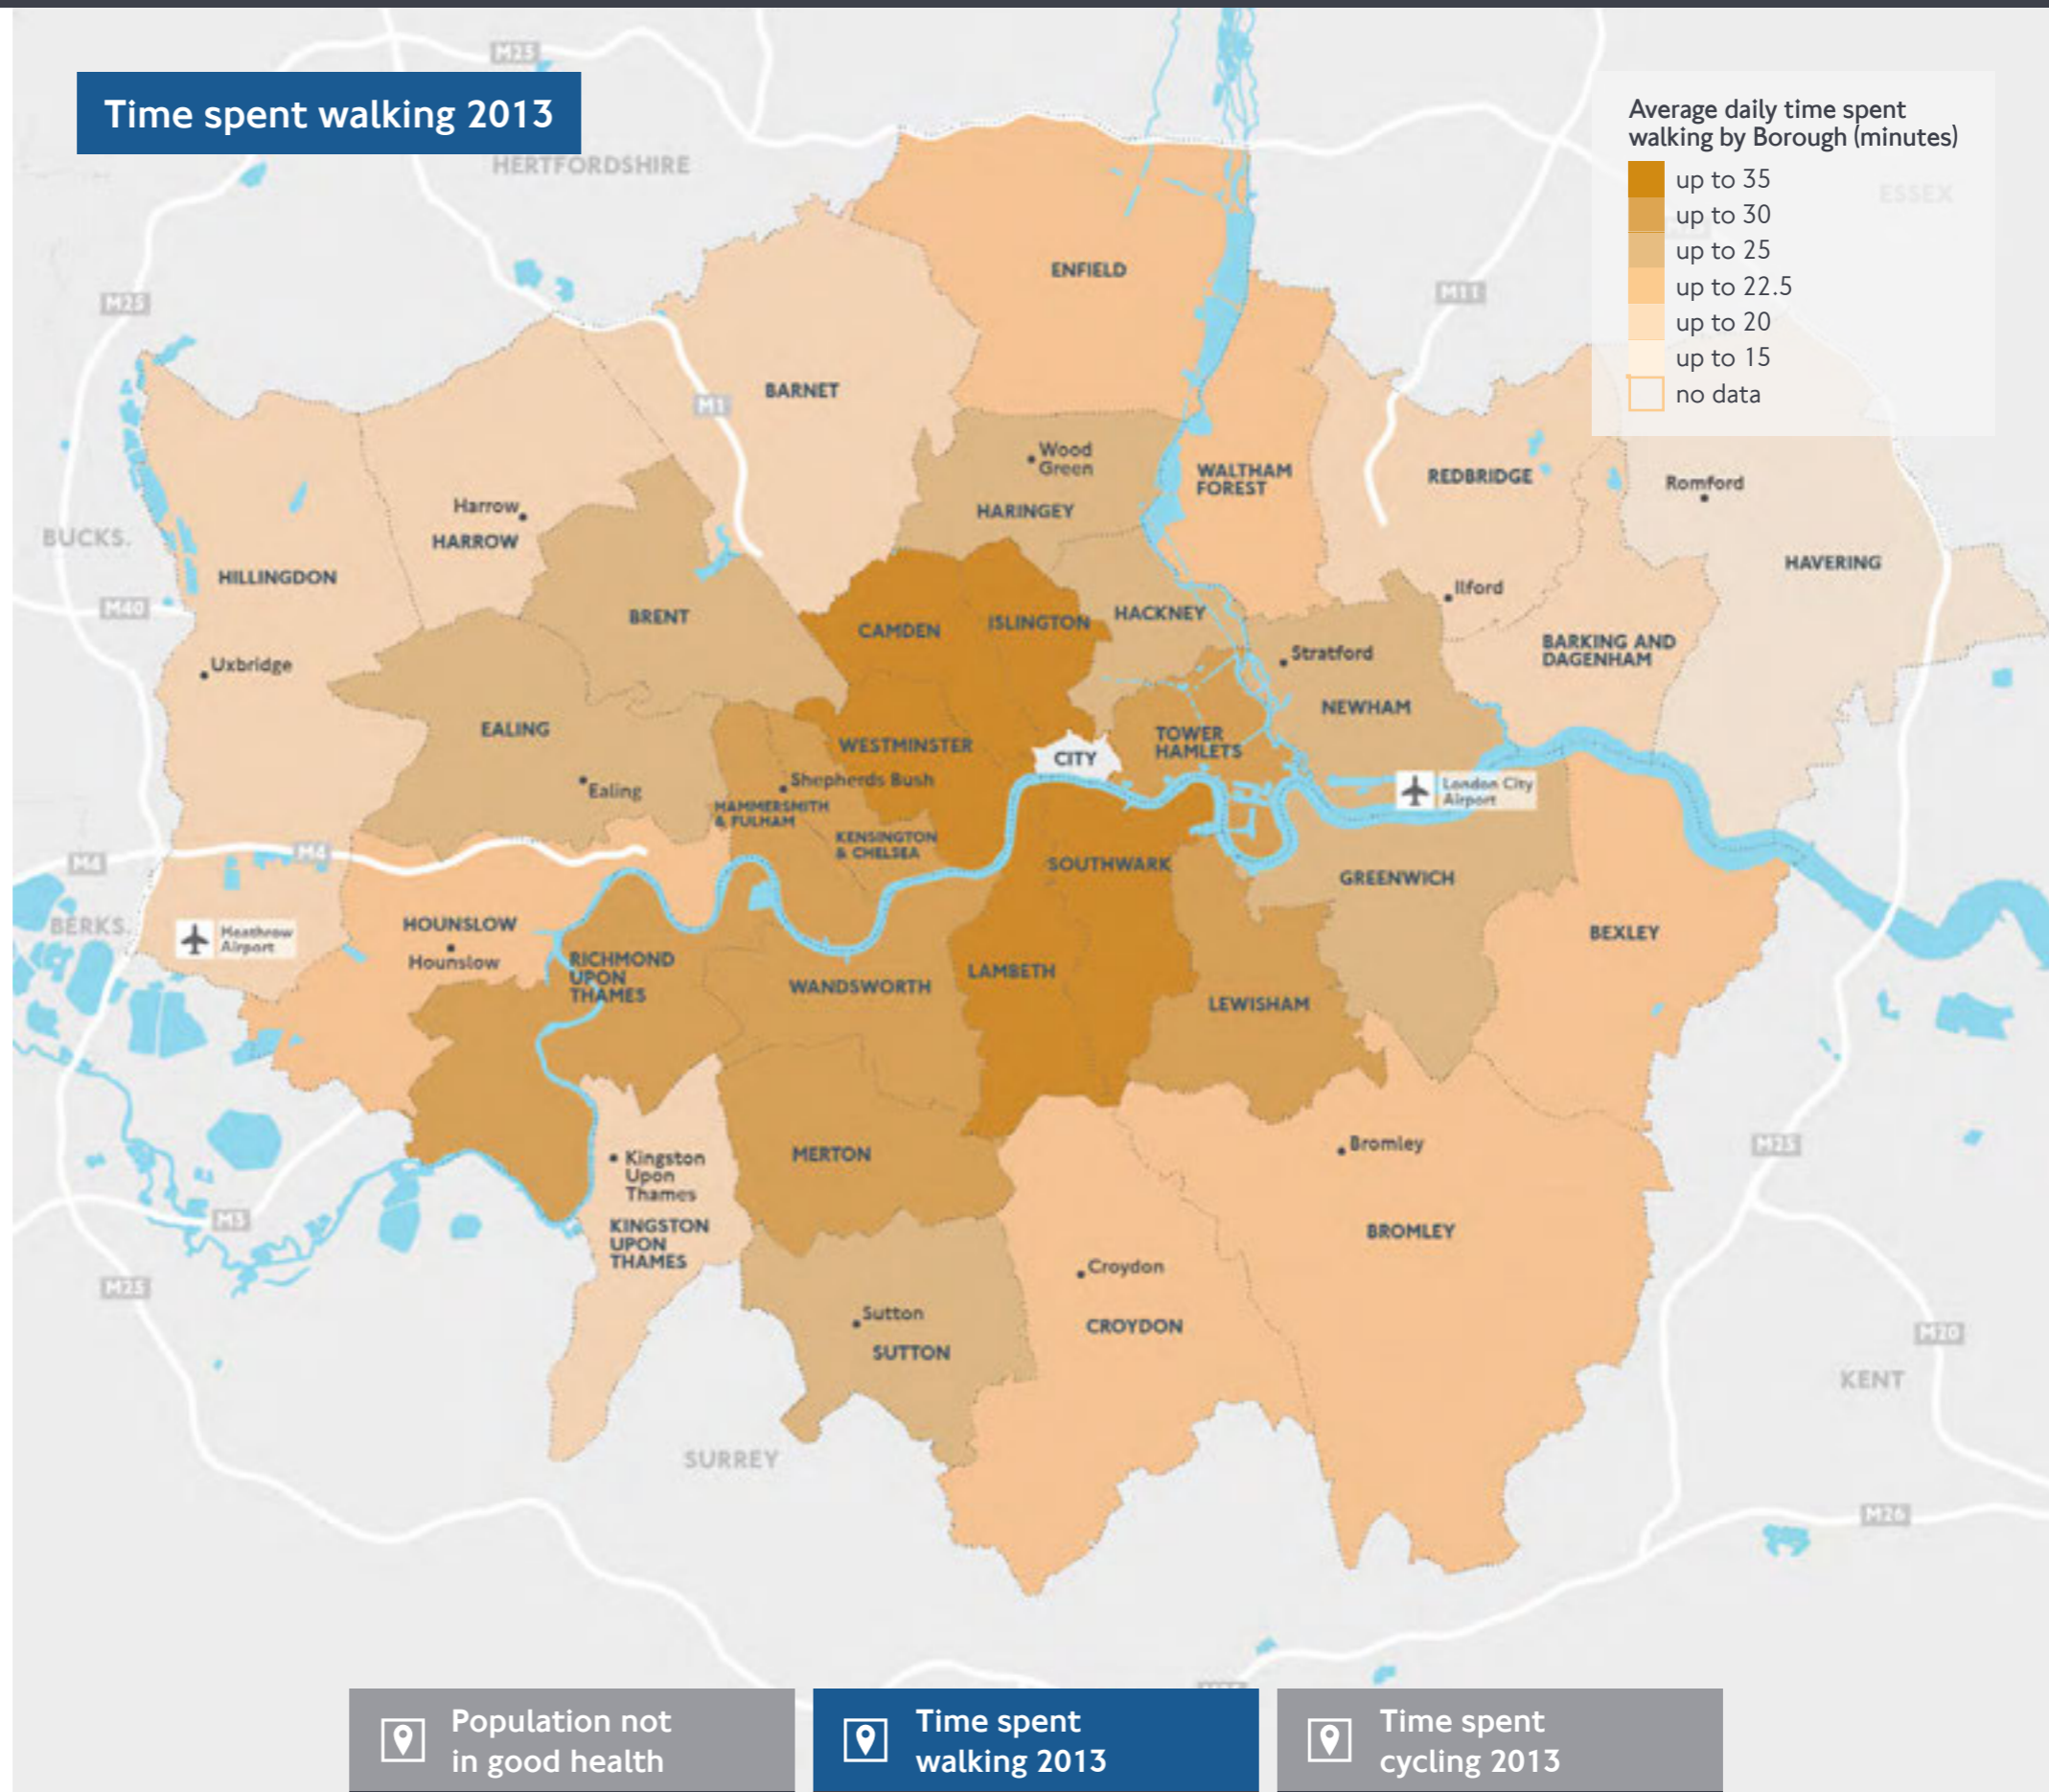 Time spent walking 2013
Average daily time spent
walking by Borough (minutes)
up to 35
up to 30
up to 25
up to 22.5
up to 20
up to 15
no data
M25
HERTFORDSHIRE
ESSEX
ENFIELD
M25
M11
BARNET
M1
Wood
Green
WALTHAM
FOREST
REDBRIDGE
Romford
Harrow
HARINGEY
BUCKS.
HARROW
HAVERING
HILLINGDON
Ilford
M40
BRENT
CAMDEN
ISLINGTON
HACKNEY
BARKING AND
DAGENHAM
Uxbridge
Stratford
NEWHAM
EALING
WESTMINSTER
TOWER
HAMLETS
CITY
Shepherds Bush
Ealing
London City
Airport
HAMMERSMITH
& FULHAM
KENSINGTON
& CHELSEA
M4
M4
SOUTHWARK
GREENWICH
BERKS.
Heathrow
Airport
HOUNSLOW
Hounslow
BEXLEY
RICHMOND
UPON
THAMES
WANDSWORTH
LAMBETH
LEWISHAM
Kingston
Upon
Thames
MERTON
Bromley
M25
M3
KINGSTON
UPON
THAMES
BROMLEY
M25
Croydon
Sutton
CROYDON
M20
SUTTON
KENT
SURREY
M26
Population not
in good health
Time spent
walking 2013
Time spent
cycling 2013